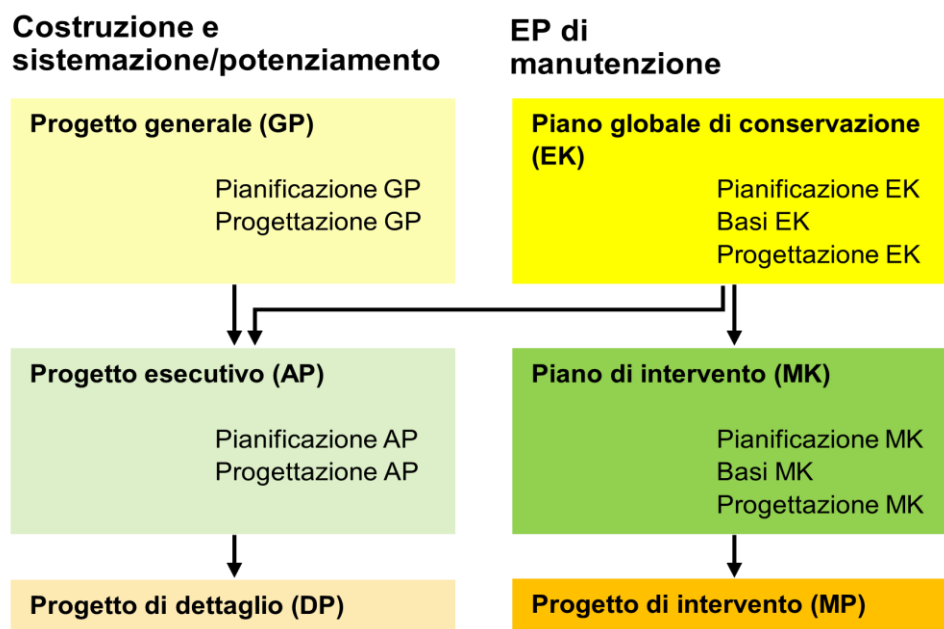 Costruzione e
sistemazione/potenziamento
EP di
manutenzione
Progetto generale (GP)
Pianificazione GP
Progettazione GP
Piano globale di conservazione
(EK)
Pianificazione EK
Basi EK
Progettazione EK
Progetto esecutivo (AP)
Pianificazione AP
Progettazione AP
Piano di intervento (MK)
Pianificazione MK
Basi MK
Progettazione MK
Progetto di dettaglio (DP)
Progetto di intervento (MP)